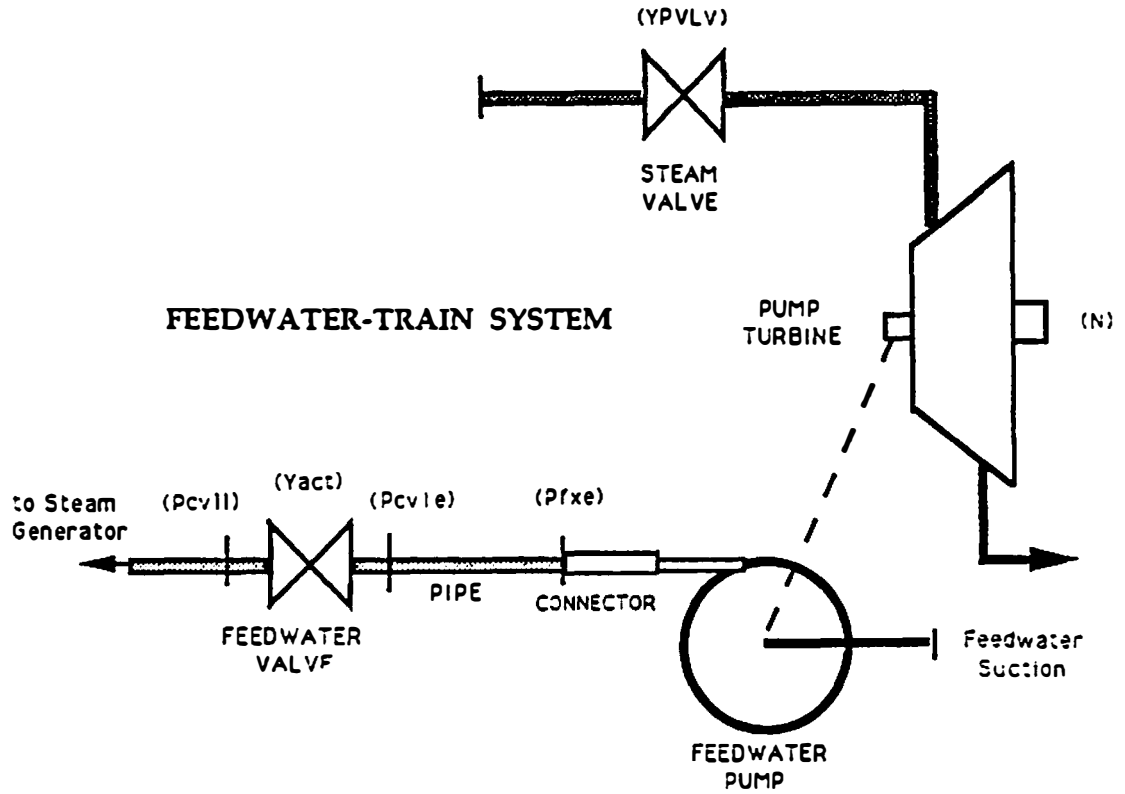 (YPVLV)
STEAM
VALVE
FEEDWATER-TRAIN SYSTEM
PUMP
TURBINE
(N)
to Steam
Generator
(Pcvll)
(Yact)
(Pcvle)
(Pfxe)
PIPE
CONNECTOR
FEEDWATER
VALVE
Feedwater
Suction
FEEDWATER
PUMP